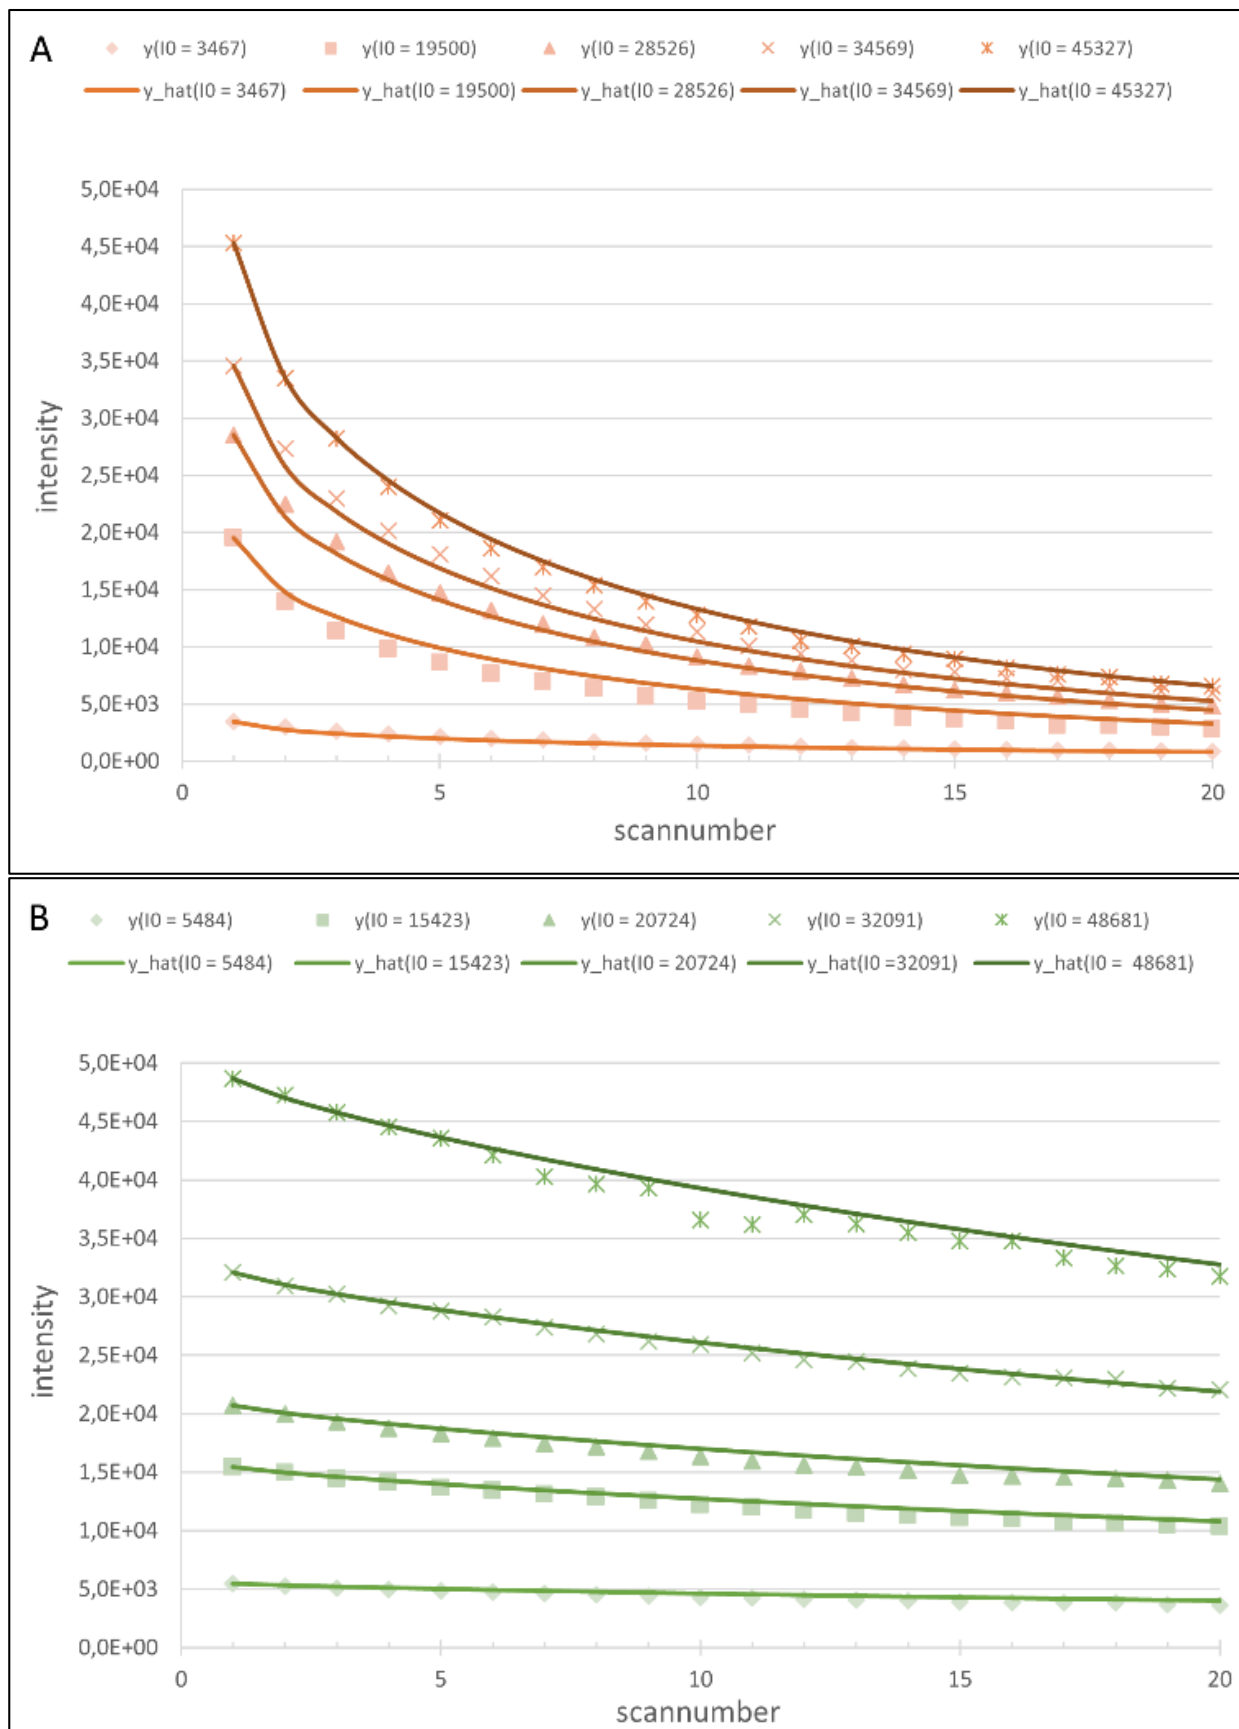 A
y(I0 = 3467) y(I0 = 19500) y(I0 = 28526) y(I0 = 34569) y(I0 = 45327)
y_hat(I0 = 3467) y_hat(I0 = 19500) y_hat(I0 = 28526) y_hat(I0 = 34569) y_hat(I0 = 45327)
5,0E+04
4,5E+04
4,0E+04
3,5E+04
3,0E+04
2,5E+04
2,0E+04
1,5E+04
1,0E+04
5,0E+03
0,0E+00
intensity
0 5 10 15 20
scannumber
B
y(I0 = 5484) y(I0 = 15423) y(I0 = 20724) y(I0 = 32091) y(I0 = 48681)
y_hat(I0 = 5484) y_hat(I0 = 15423) y_hat(I0 = 20724) y_hat(I0 =32091) y_hat(I0 = 48681)
5,0E+04
4,5E+04
4,0E+04
3,5E+04
3,0E+04
2,5E+04
2,0E+04
1,5E+04
1,0E+04
5,0E+03
0,0E+00
intensity
0 5 10 15 20
scannumber